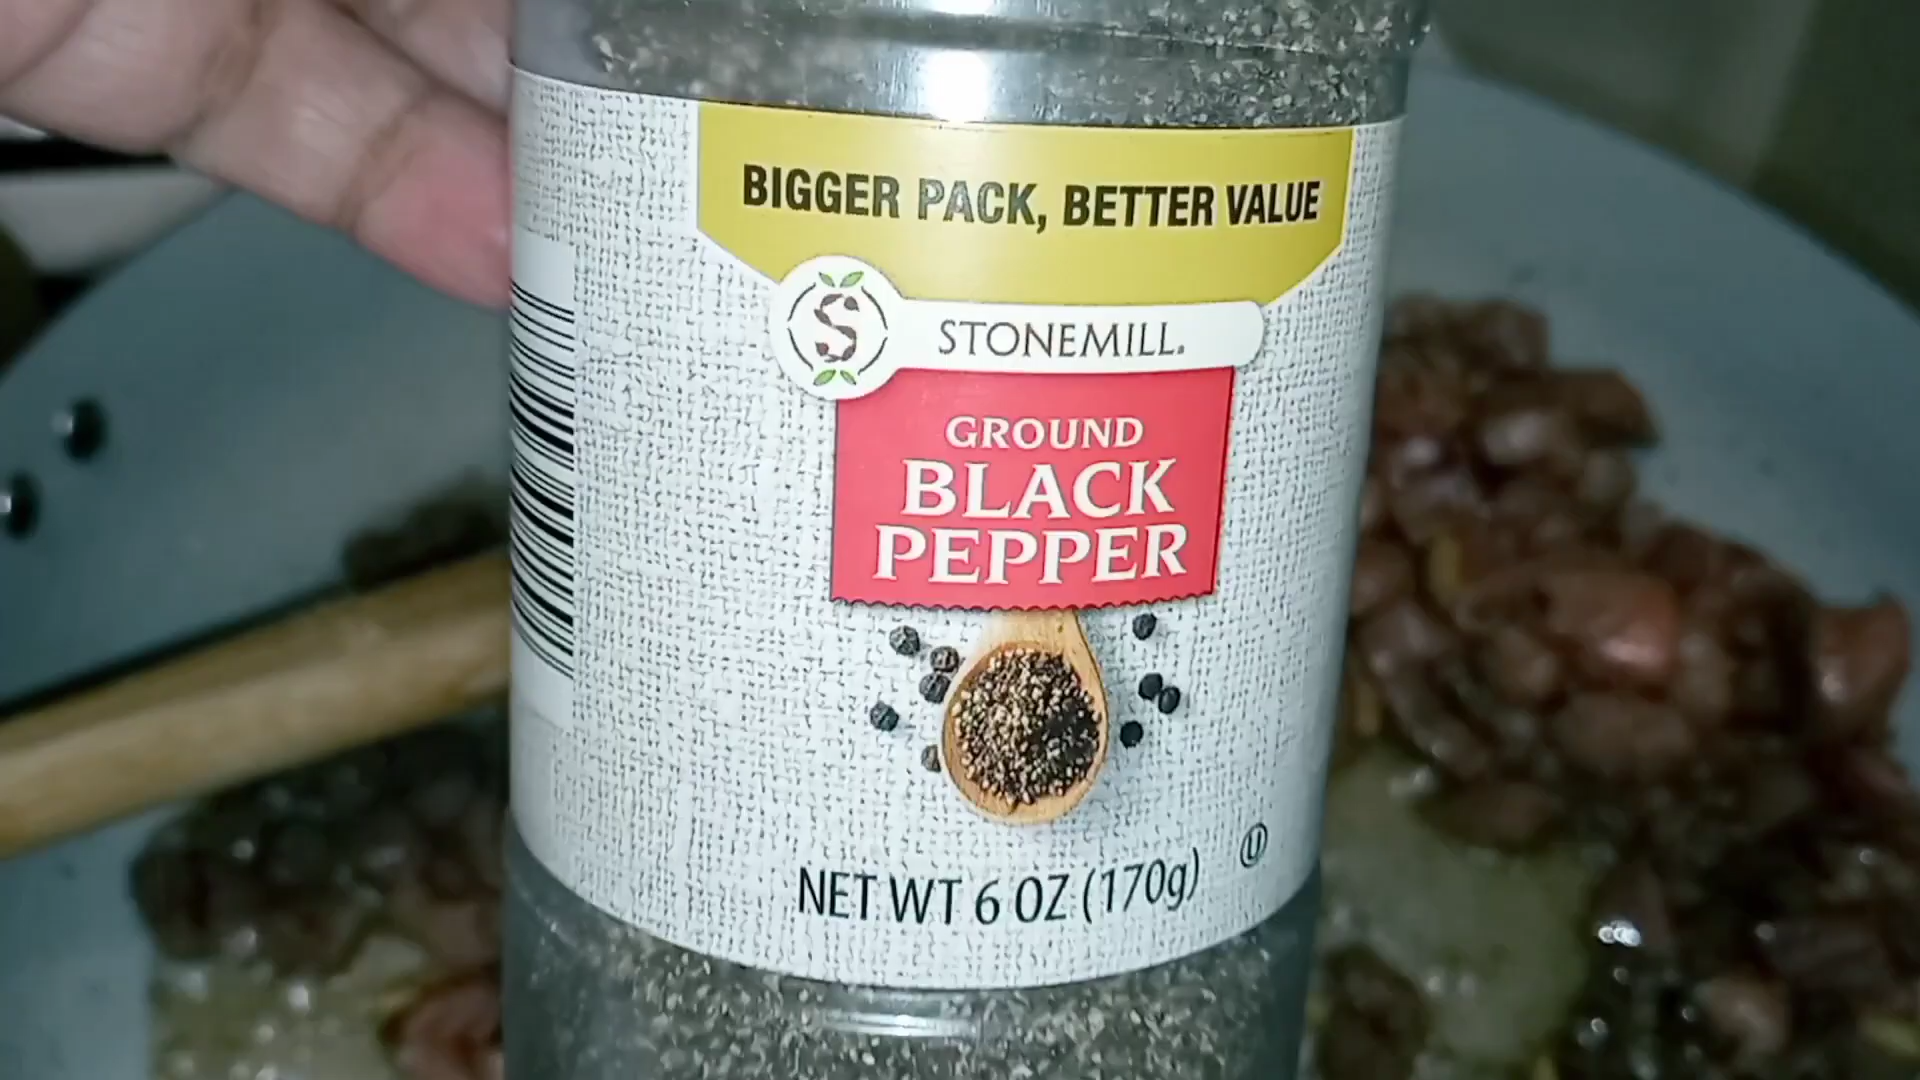 BIGGER PACK, BETTER VALUE
S
STONEMILL®
GROUND
BLACK
PEPPER
NET WT 6 OZ (170g)
U